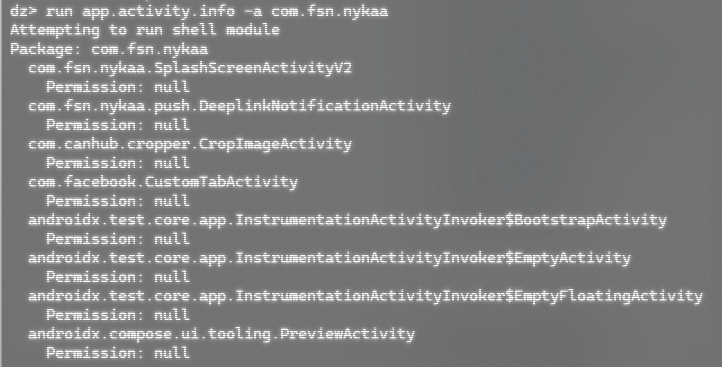 dz> run app.activity.info -a com.fsn.nykaa
Attempting to run shell module
Package: com.fsn.nykaa
com.fsn.nykaa.SplashScreenActivityV2
Permission: null
com.fsn.nykaa.push.DeeplinkNotificationActivity
Permission: null
com.canhub.cropper.CropImageActivity
Permission: null
com.facebook.CustomTabActivity
Permission: null
androidx.test.core.app.InstrumentationActivityInvoker$BootstrapActivity
Permission: null
androidx.test.core.app.InstrumentationActivityInvoker$EmptyActivity
Permission: null
androidx.test.core.app.InstrumentationActivityInvoker$EmptyFloatingActivity
Permission: null
androidx.compose.ui.tooling.PreviewActivity
Permission: null